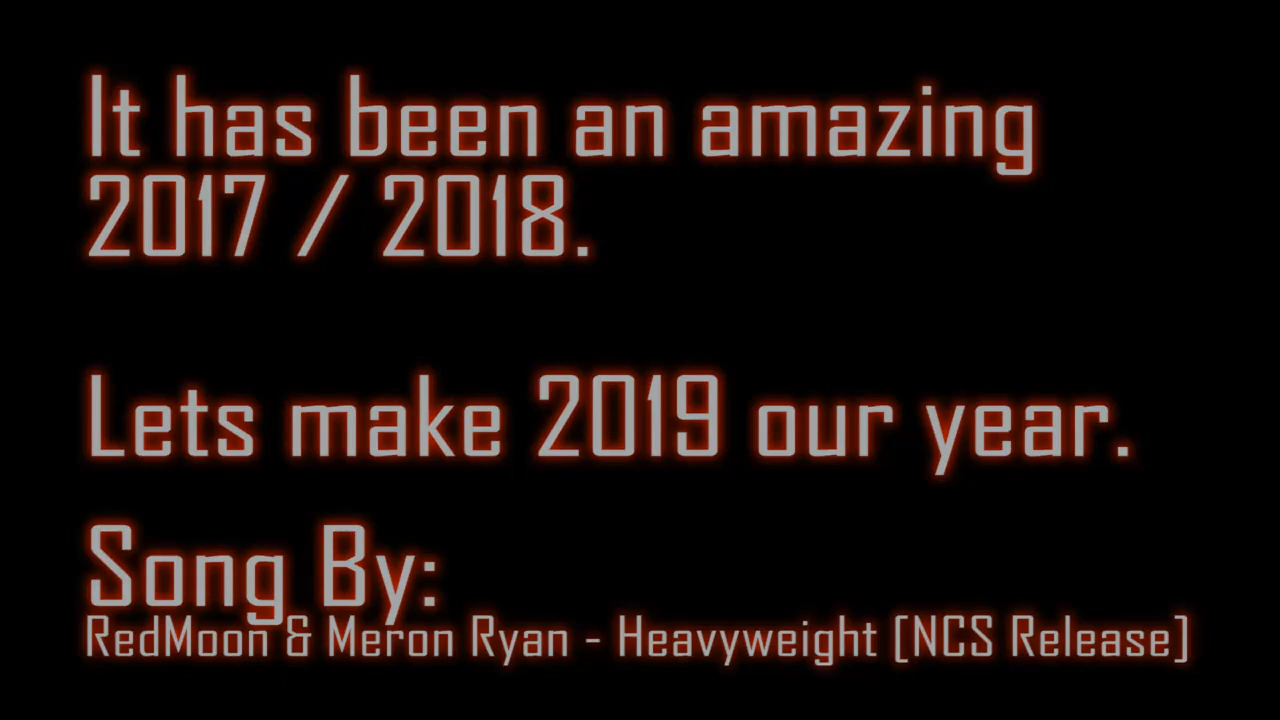 It has been an amazing
2017 / 2018.
Lets make 2019 our year.
Song By:
RedMoon & Meron Ryan - Heavyweight [NCS Release]